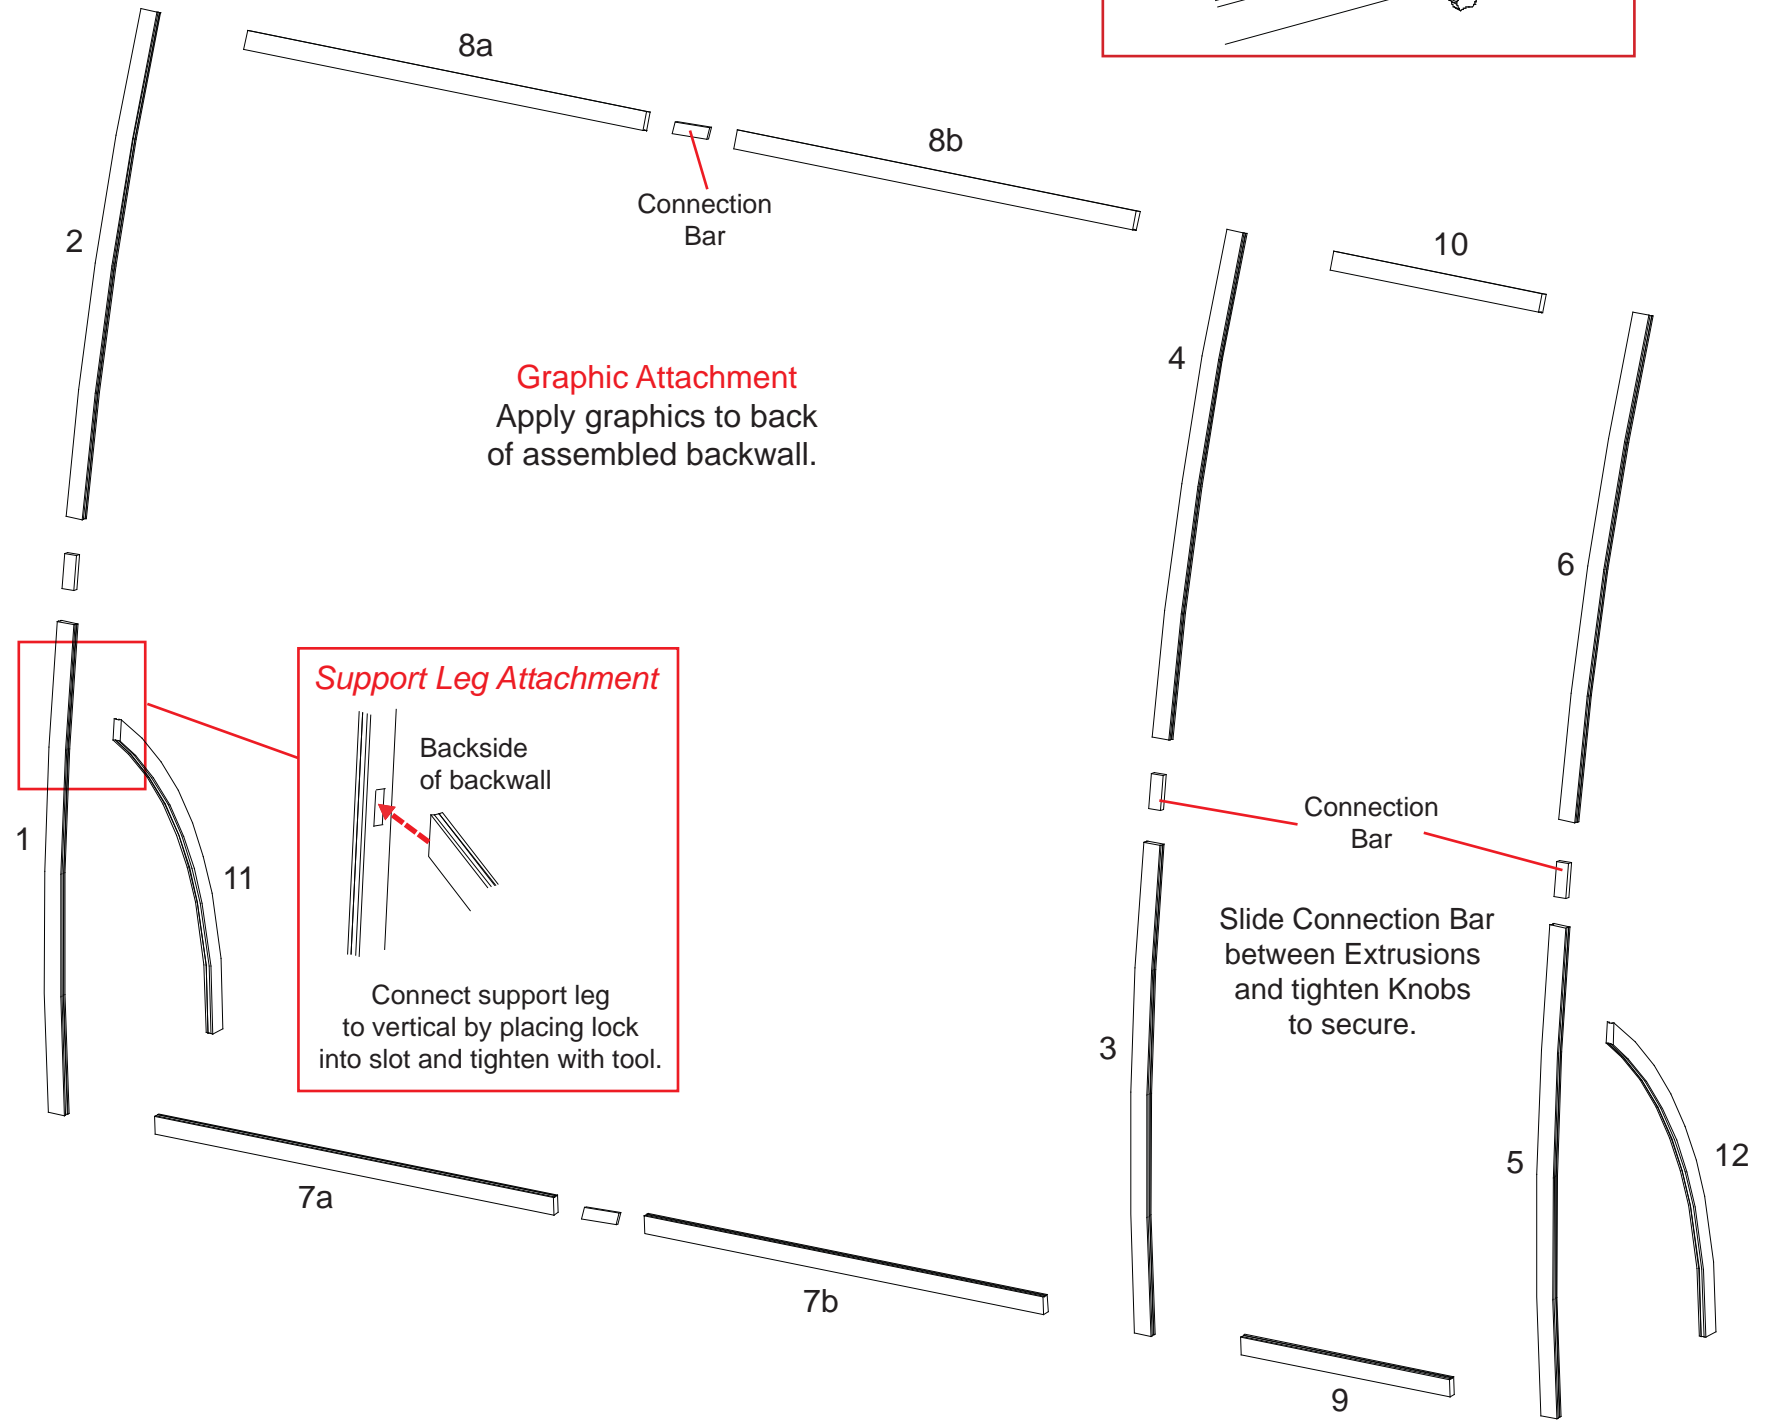 8a
8b
Connection
Bar
2
10
4
Graphic Attachment
Apply graphics to back
of assembled backwall.
6
Support Leg Attachment
Backside
of backwall
Connect support leg
to vertical by placing lock
into slot and tighten with tool.
1
11
Connection
Bar
Slide Connection Bar
between Extrusions
and tighten Knobs
to secure.
3
5
12
7a
7b
9